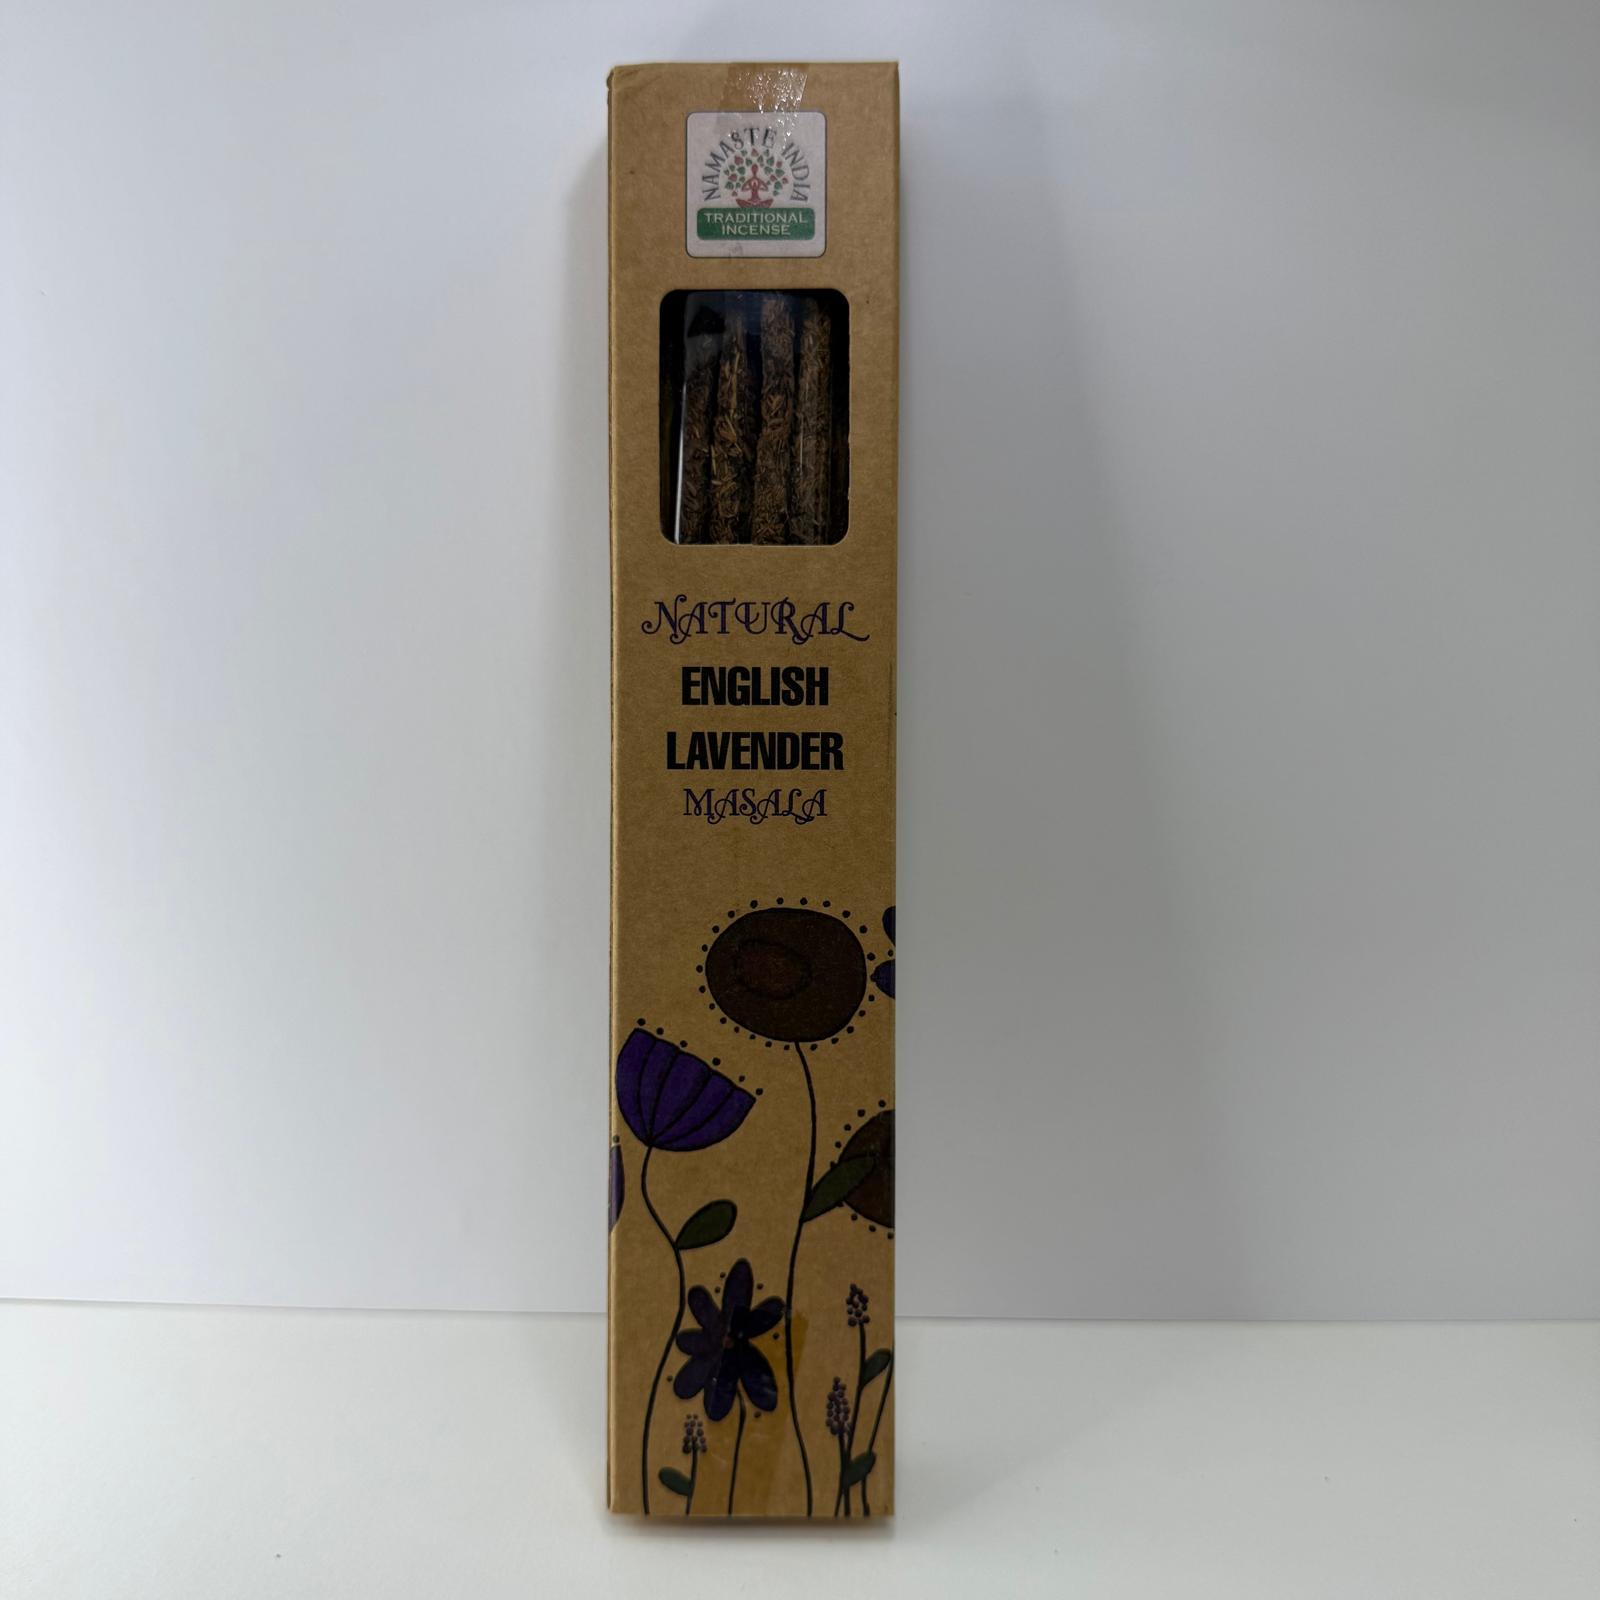 NAMASTE INDIA
TRADITIONAL
INCENSE
NATURAL
ENGLISH
LAVENDER
MASALA